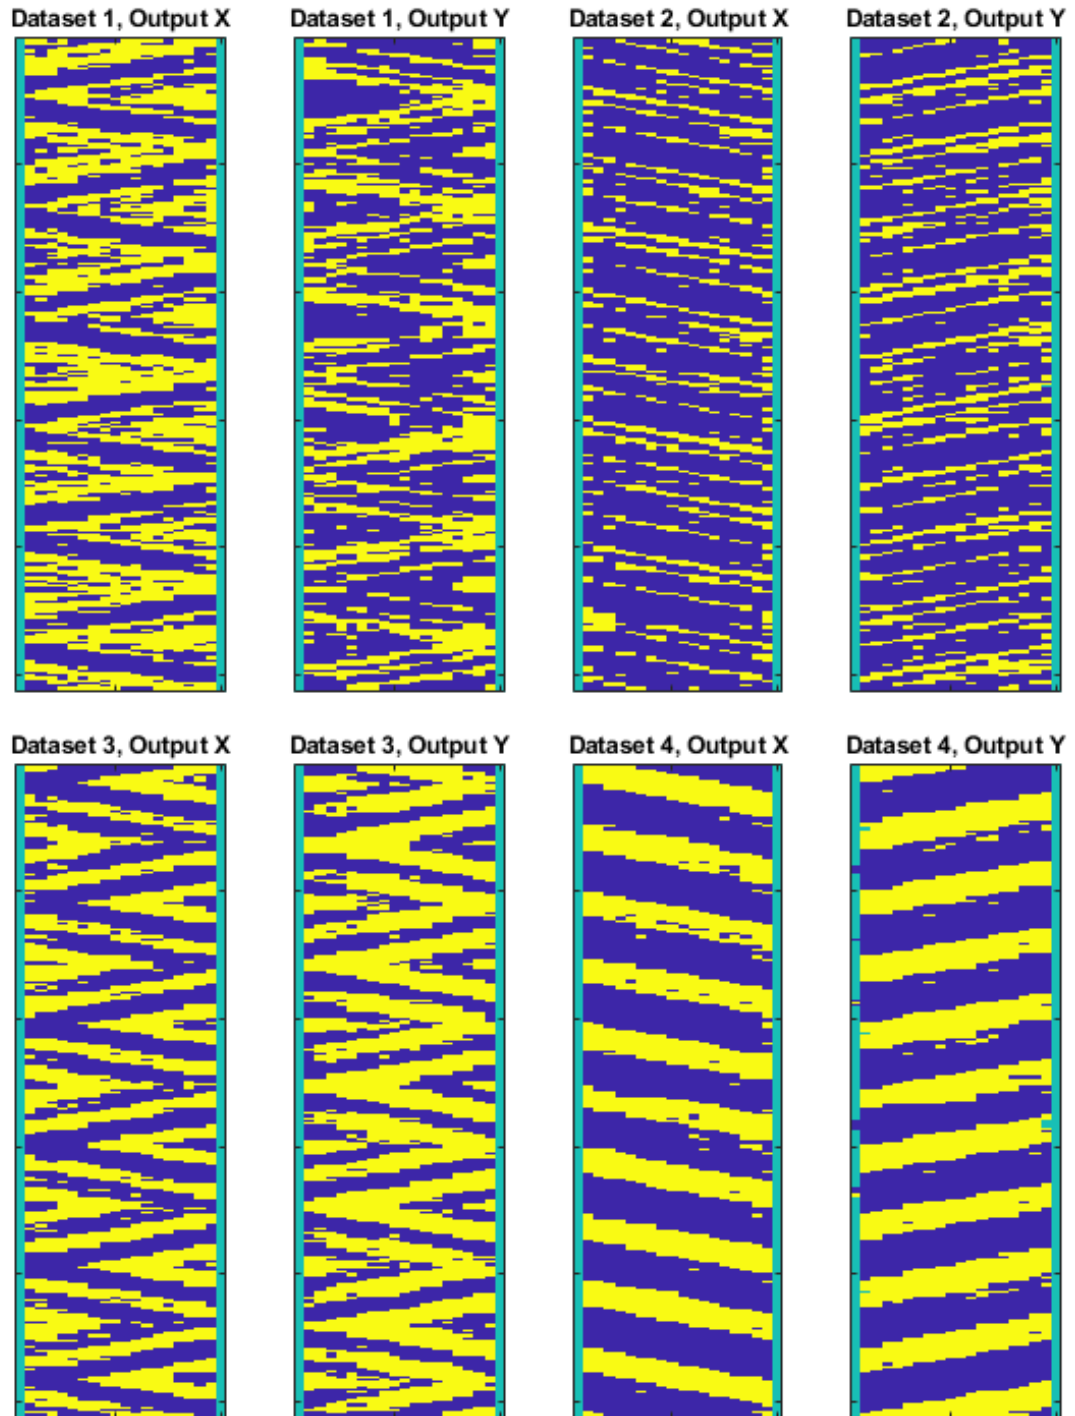 Dataset 1, Output X
Dataset 1, Output Y
Dataset 2, Output X
Dataset 2, Output Y
Dataset 3, Output X
Dataset 3, Output Y
Dataset 4, Output X
Dataset 4, Output Y